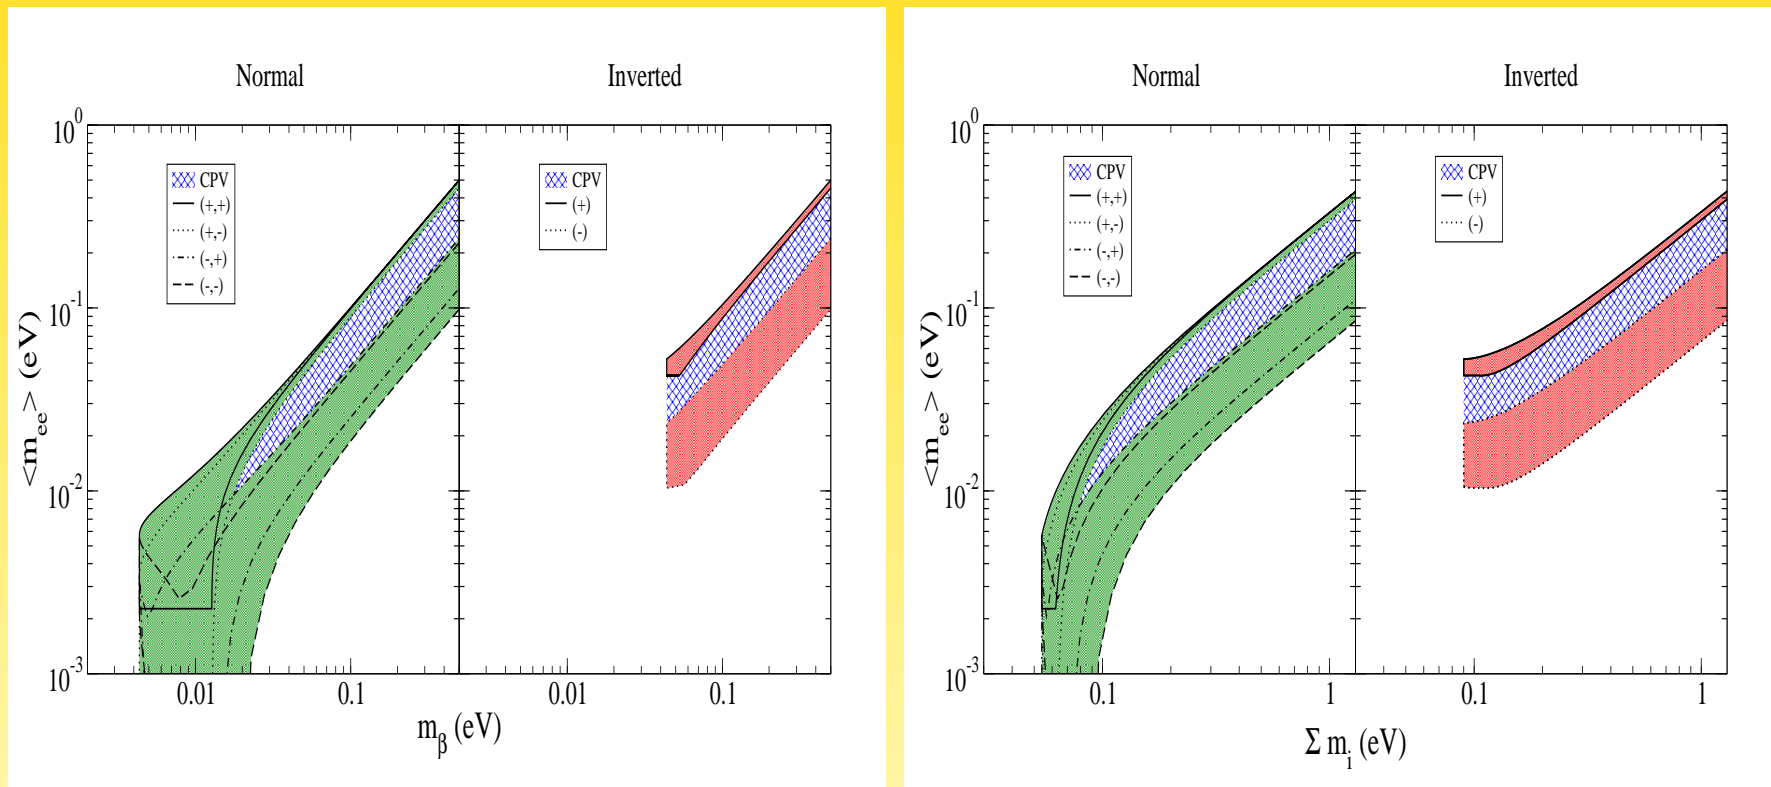 Normal
Inverted
10^0
10^-1
10^-2
10^-3
<m_ee> (eV)
CPV
(+,+)
(+,-)
(-,+)
(-,-)
CPV
(+)
(-)
0.01
0.1
0.01
0.1
m_β (eV)
Normal
Inverted
10^0
10^-1
10^-2
10^-3
<m_ee> (eV)
CPV
(+,+)
(+,-)
(-,+)
(-,-)
CPV
(+)
(-)
0.1
1
0.1
1
Σ m_i (eV)